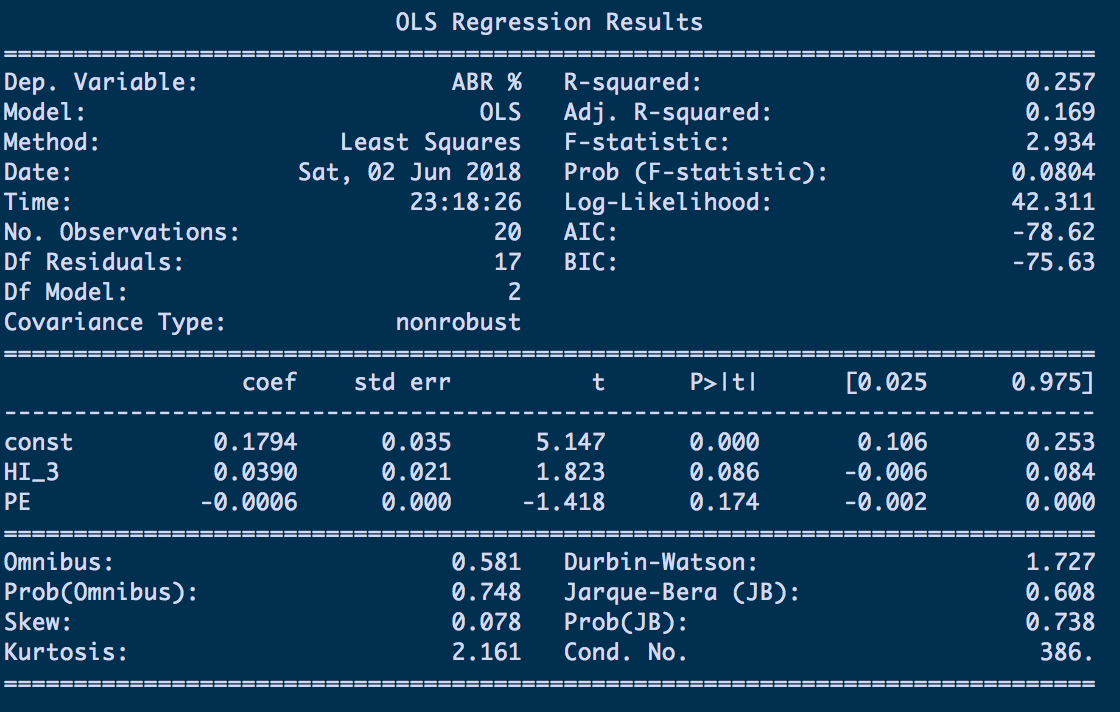 OLS Regression Results
==============================================================================
Dep. Variable:                  ABR %   R-squared:                       0.257
Model:                            OLS   Adj. R-squared:                  0.169
Method:                 Least Squares   F-statistic:                     2.934
Date:                Sat, 02 Jun 2018   Prob (F-statistic):             0.0804
Time:                        23:18:26   Log-Likelihood:                 42.311
No. Observations:                  20   AIC:                            -78.62
Df Residuals:                      17   BIC:                            -75.63
Df Model:                           2
Covariance Type:            nonrobust
==============================================================================
                 coef    std err          t      P>|t|      [0.025      0.975]
------------------------------------------------------------------------------
const          0.1794      0.035      5.147      0.000       0.106       0.253
HI_3           0.0390      0.021      1.823      0.086      -0.006       0.084
PE            -0.0006      0.000     -1.418      0.174      -0.002       0.000
==============================================================================
Omnibus:                        0.581   Durbin-Watson:                   1.727
Prob(Omnibus):                  0.748   Jarque-Bera (JB):                0.608
Skew:                           0.078   Prob(JB):                        0.738
Kurtosis:                       2.161   Cond. No.                         386.
==============================================================================